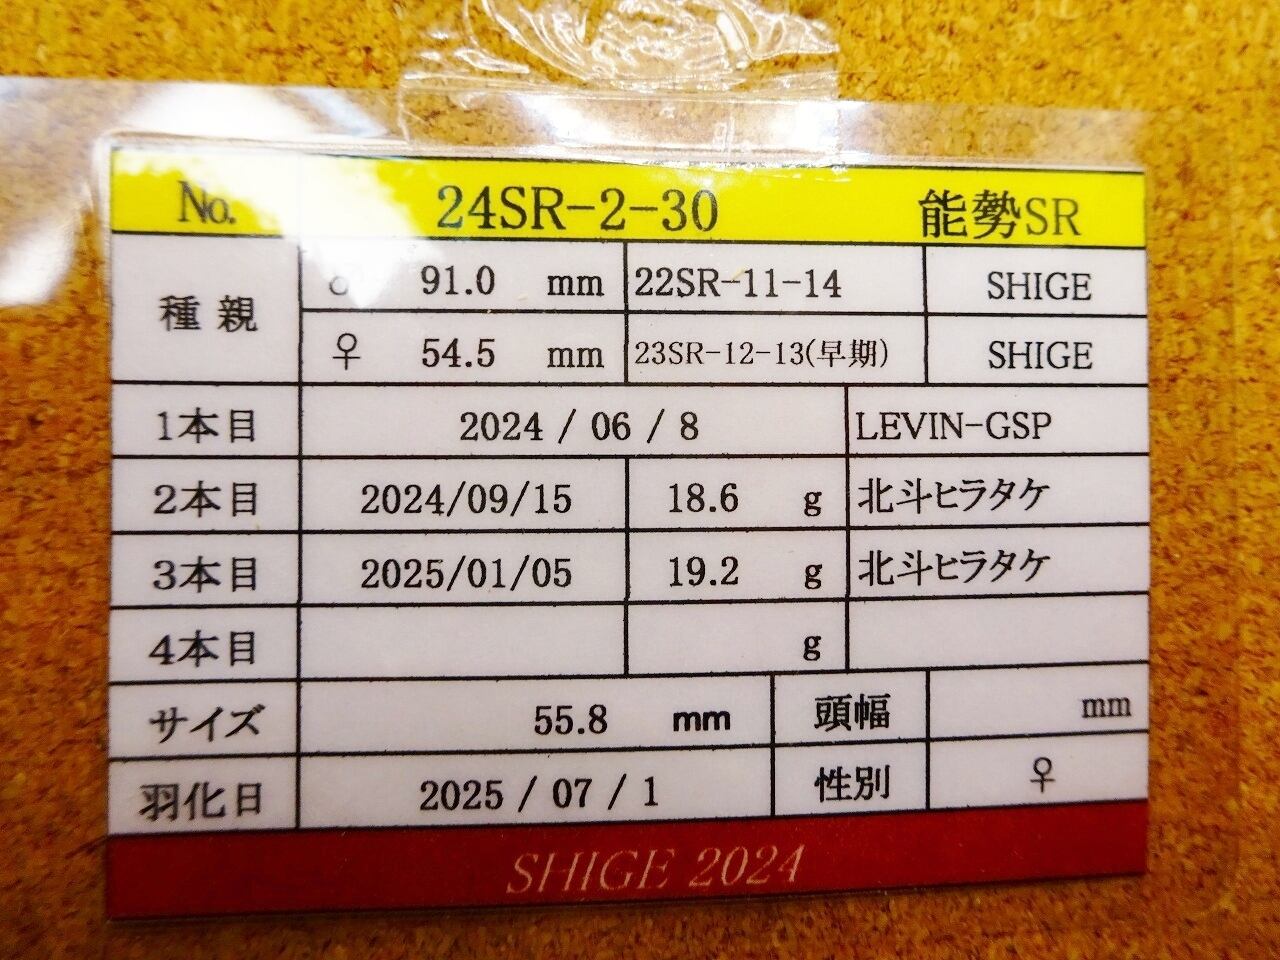 No. 24SR-2-30 能勢SR
種親 ♂ 91.0 mm 22SR-11-14 SHIGE
♀ 54.5 mm 23SR-12-13(早期) SHIGE
1本目 2024 / 06 / 8 LEVIN-GSP
2本目 2024/09/15 18.6 g 北斗ヒラタケ
3本目 2025/01/05 19.2 g 北斗ヒラタケ
4本目 g
サイズ 55.8 mm 頭幅 mm
羽化日 2025 / 07 / 1 性別 ♀
SHIGE 2024